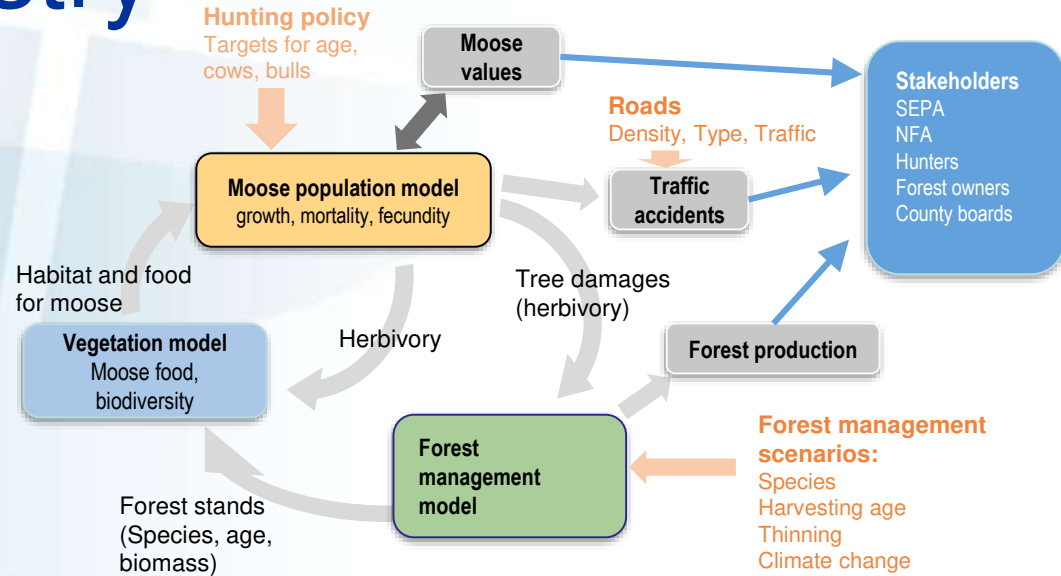 Hunting policy
Targets for age,
cows, bulls
Moose
values
Stakeholders
SEPA
NFA
Hunters
Forest owners
County boards
Roads
Density, Type, Traffic
Moose population model
growth, mortality, fecundity
Traffic
accidents
Habitat and food
for moose
Tree damages
(herbivory)
Herbivory
Vegetation model
Moose food,
biodiversity
Forest production
Forest
management
model
Forest management
scenarios:
Species
Harvesting age
Thinning
Climate change
Forest stands
(Species, age,
biomass)